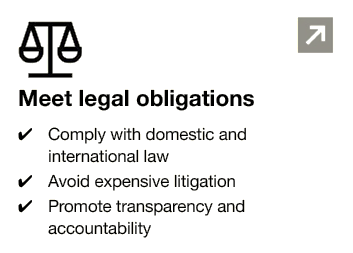 Meet legal obligations
✔ Comply with domestic and
international law
✔ Avoid expensive litigation
✔ Promote transparency and
accountability